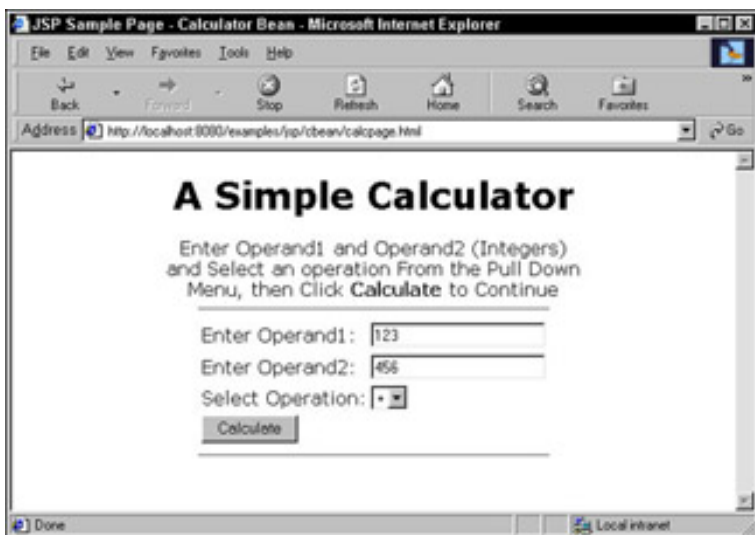 JSP Sample Page - Calculator Bean - Microsoft Internet Explorer
File Edit View Favorites Tools Help
Back Forward Stop Refresh Home Search Favorites »
Address http://localhost:8080/examples/jsp/cbean/calcpage.html Go
A Simple Calculator
Enter Operand1 and Operand2 (Integers)
and Select an operation From the Pull Down
Menu, then Click Calculate to Continue
Enter Operand1: 123
Enter Operand2: 456
Select Operation: +
Calculate
Done Local intranet